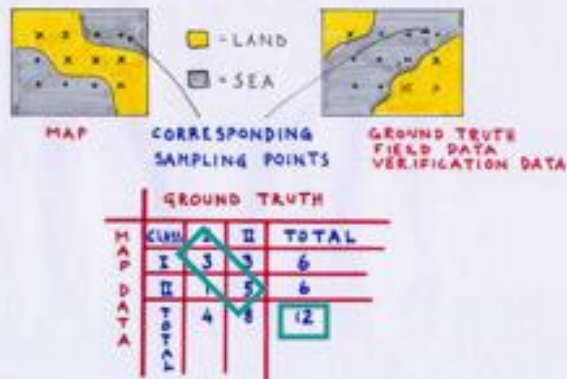 = LAND
= SEA
MAP
CORRESPONDING
SAMPLING POINTS
GROUND TRUTH
FIELD DATA
VERIFICATION DATA
GROUND TRUTH
MAP DATA
CLASS I II TOTAL
I 3 3 6
II 1 5 6
TOTAL 4 8 12